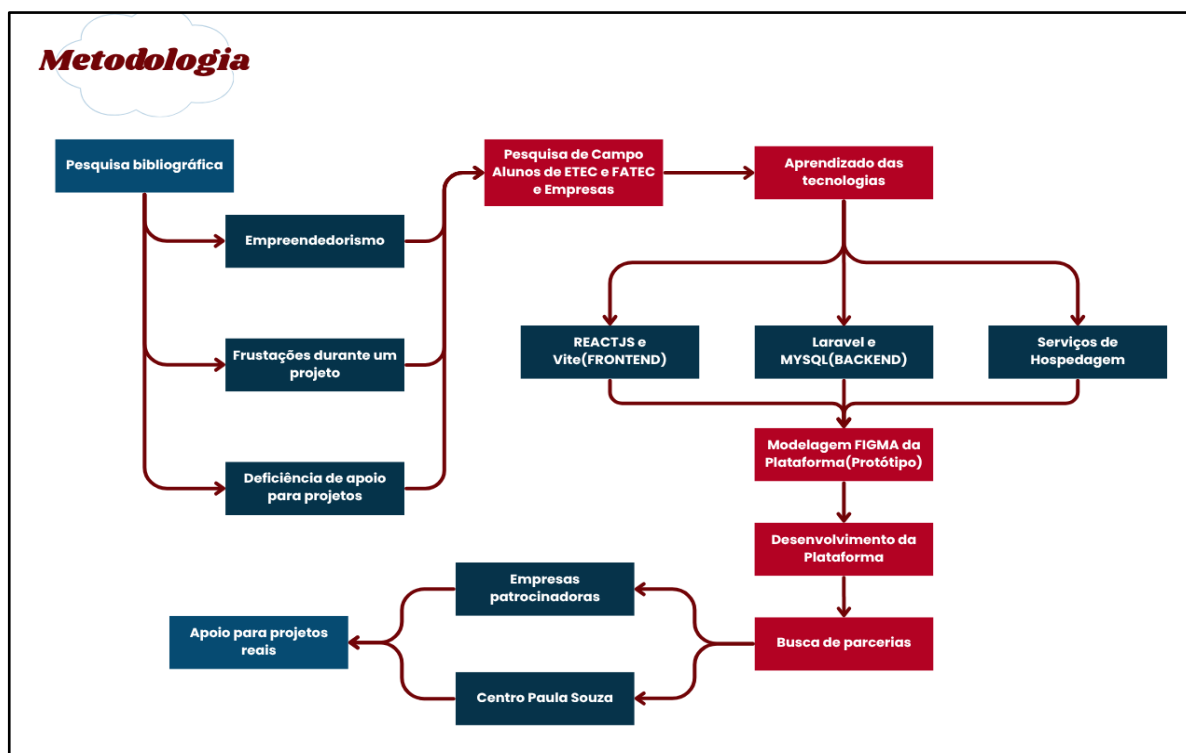 Metodologia
Pesquisa bibliográfica
Empreendedorismo
Frustações durante um
projeto
Deficiência de apoio
para projetos
Pesquisa de Campo
Alunos de ETEC e FATEC
e Empresas
Aprendizado das
tecnologias
REACTJS e
Vite(FRONTEND)
Laravel e
MYSQL(BACKEND)
Serviços de
Hospedagem
Modelagem FIGMA da
Plataforma(Protótipo)
Desenvolvimento da
Plataforma
Busca de parcerias
Empresas
patrocinadoras
Centro Paula Souza
Apoio para projetos
reais